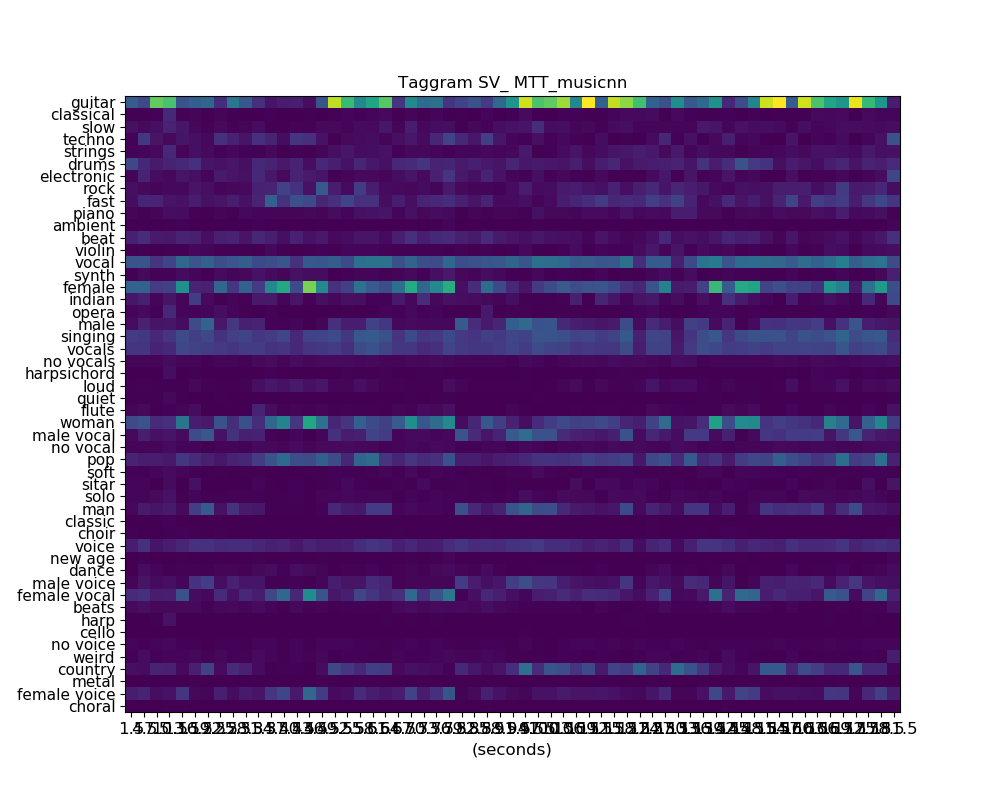 Taggram SV_ MTT_musicnn
guitar
classical
slow
techno
strings
drums
electronic
rock
fast
piano
ambient
beat
violin
vocal
synth
female
indian
opera
male
singing
vocals
no vocals
harpsichord
loud
quiet
flute
woman
male vocal
no vocal
pop
soft
sitar
solo
man
classic
choir
voice
new age
dance
male voice
female vocal
beats
harp
cello
no voice
weird
country
metal
female voice
choral
(seconds)